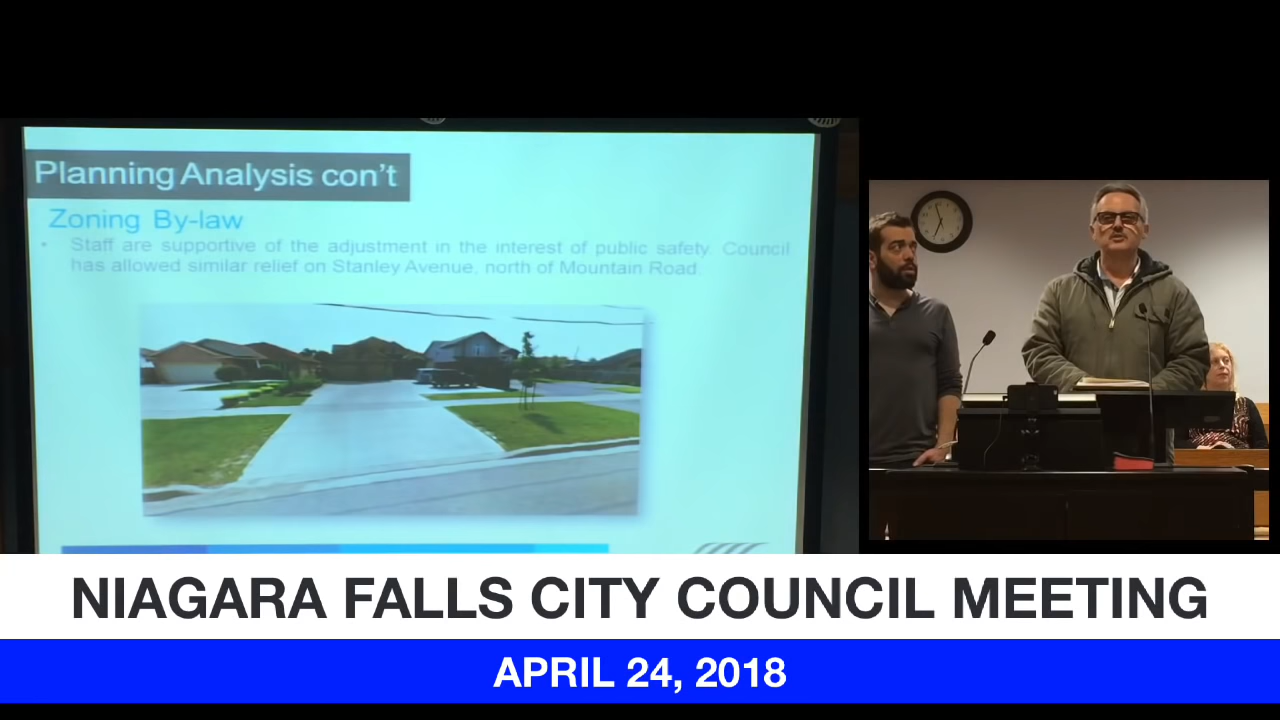 Planning Analysis con't
Zoning By-law
• Staff are supportive of the adjustment in the interest of public safety. Council
has allowed similar relief on Stanley Avenue, north of Mountain Road.
NIAGARA FALLS CITY COUNCIL MEETING
APRIL 24, 2018